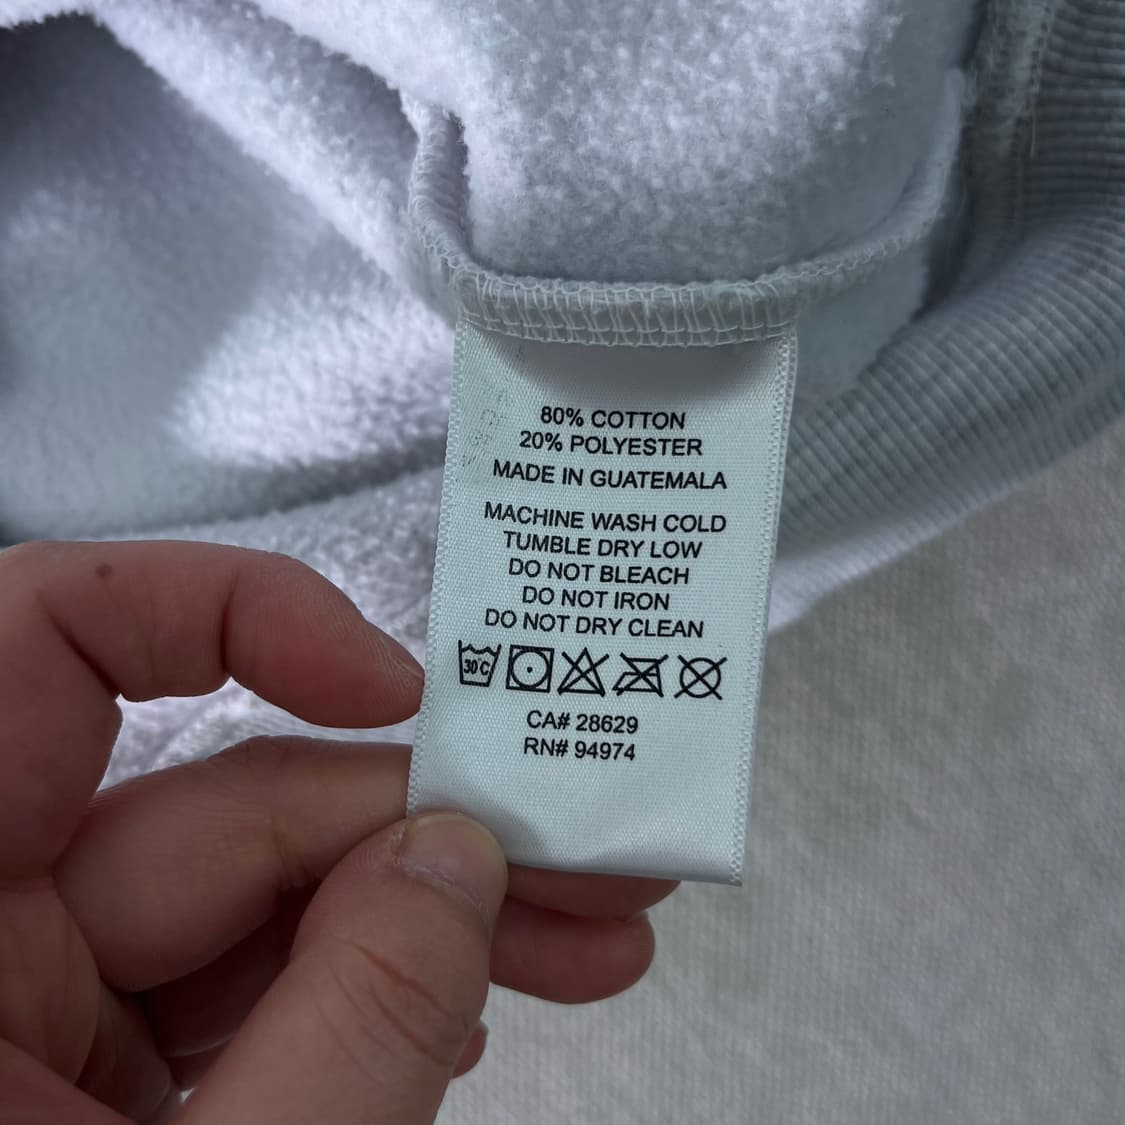 80% COTTON
20% POLYESTER
MADE IN GUATEMALA
MACHINE WASH COLD
TUMBLE DRY LOW
DO NOT BLEACH
DO NOT IRON
DO NOT DRY CLEAN
30°C
CA# 28629
RN# 94974